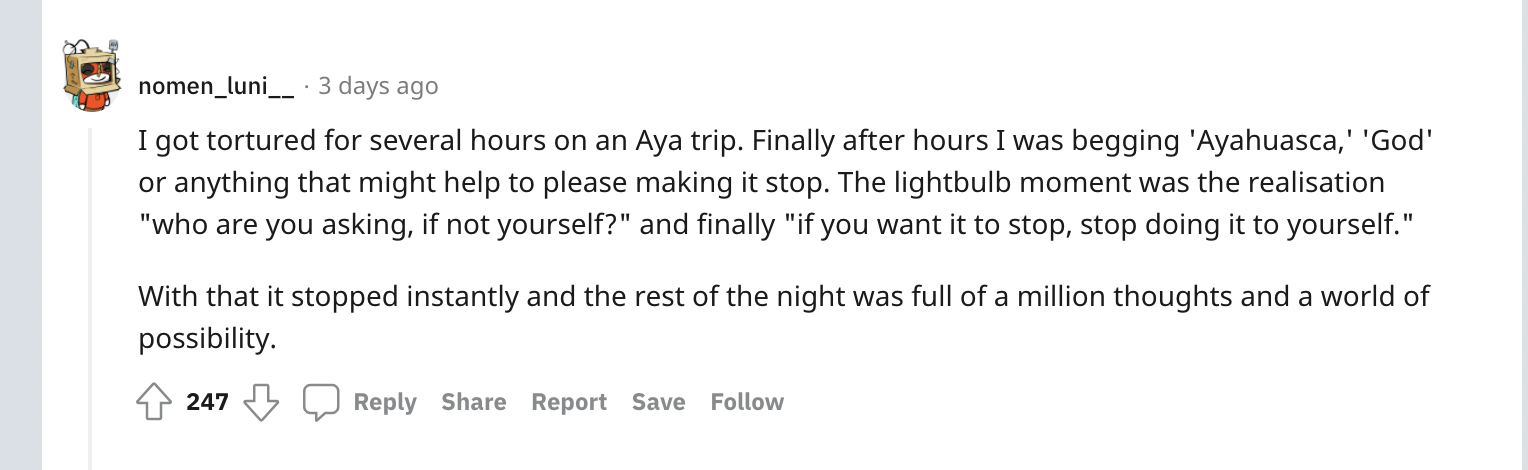 nomen_luni__ · 3 days ago
I got tortured for several hours on an Aya trip. Finally after hours I was begging 'Ayahuasca,' 'God'
or anything that might help to please making it stop. The lightbulb moment was the realisation
"who are you asking, if not yourself?" and finally "if you want it to stop, stop doing it to yourself."
With that it stopped instantly and the rest of the night was full of a million thoughts and a world of
possibility.
247 Reply Share Report Save Follow